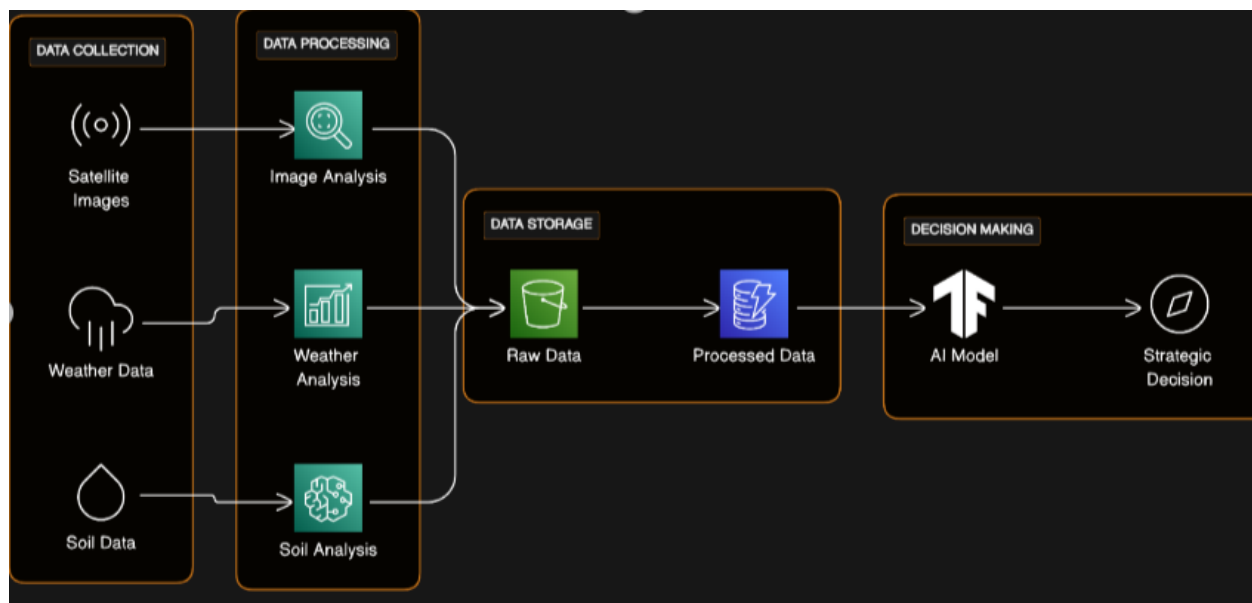 DATA COLLECTION
Satellite
Images
Weather Data
Soil Data
DATA PROCESSING
Image Analysis
Weather
Analysis
Soil Analysis
DATA STORAGE
Raw Data
Processed Data
DECISION MAKING
AI Model
Strategic
Decision